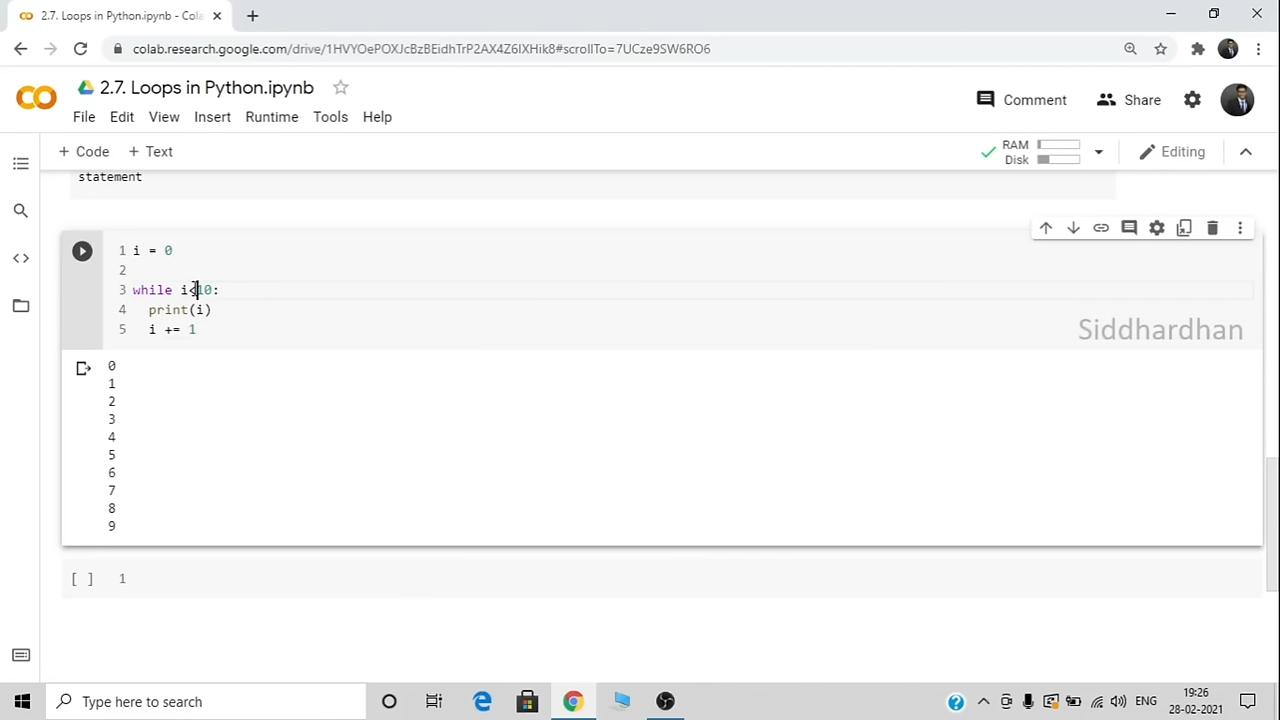 2.7. Loops in Python.ipynb - Cola
colab.research.google.com/drive/1HVYOePOXJcBzBEidhTrP2AX4Z6IXHik8#scrollTo=7UCze9SW6RO6
2.7. Loops in Python.ipynb
Comment
Share
File Edit View Insert Runtime Tools Help
+ Code + Text
RAM
Disk
Editing
statement
1 i = 0
2
3 while i<10:
4 print(i)
5 i += 1
Siddhardhan
0
1
2
3
4
5
6
7
8
9
[ ] 1
Type here to search
ENG
19:26
28-02-2021